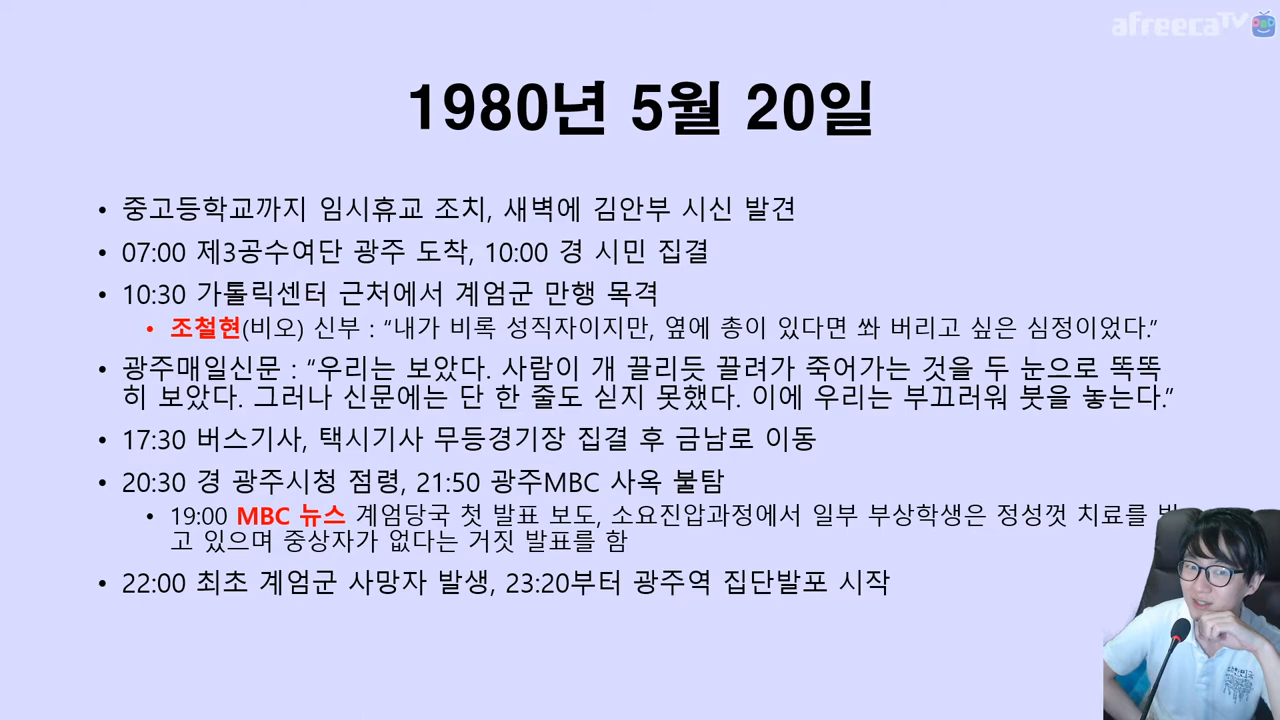 afreecaTV
1980년 5월 20일
• 중고등학교까지 임시휴교 조치, 새벽에 김안부 시신 발견
• 07:00 제3공수여단 광주 도착, 10:00 경 시민 집결
• 10:30 가톨릭센터 근처에서 계엄군 만행 목격
• 조철현(비오) 신부 : “내가 비록 성직자이지만, 옆에 총이 있다면 쏴 버리고 싶은 심정이었다.”
• 광주매일신문 : “우리는 보았다. 사람이 개 끌리듯 끌려가 죽어가는 것을 두 눈으로 똑똑
히 보았다. 그러나 신문에는 단 한 줄도 싣지 못했다. 이에 우리는 부끄러워 붓을 놓는다.”
• 17:30 버스기사, 택시기사 무등경기장 집결 후 금남로 이동
• 20:30 경 광주시청 점령, 21:50 광주MBC 사옥 불탐
• 19:00 MBC 뉴스 계엄당국 첫 발표 보도, 소요진압과정에서 일부 부상학생은 정성껏 치료를
고 있으며 중상자가 없다는 거짓 발표를 함
• 22:00 최초 계엄군 사망자 발생, 23:20부터 광주역 집단발포 시작
대한민국